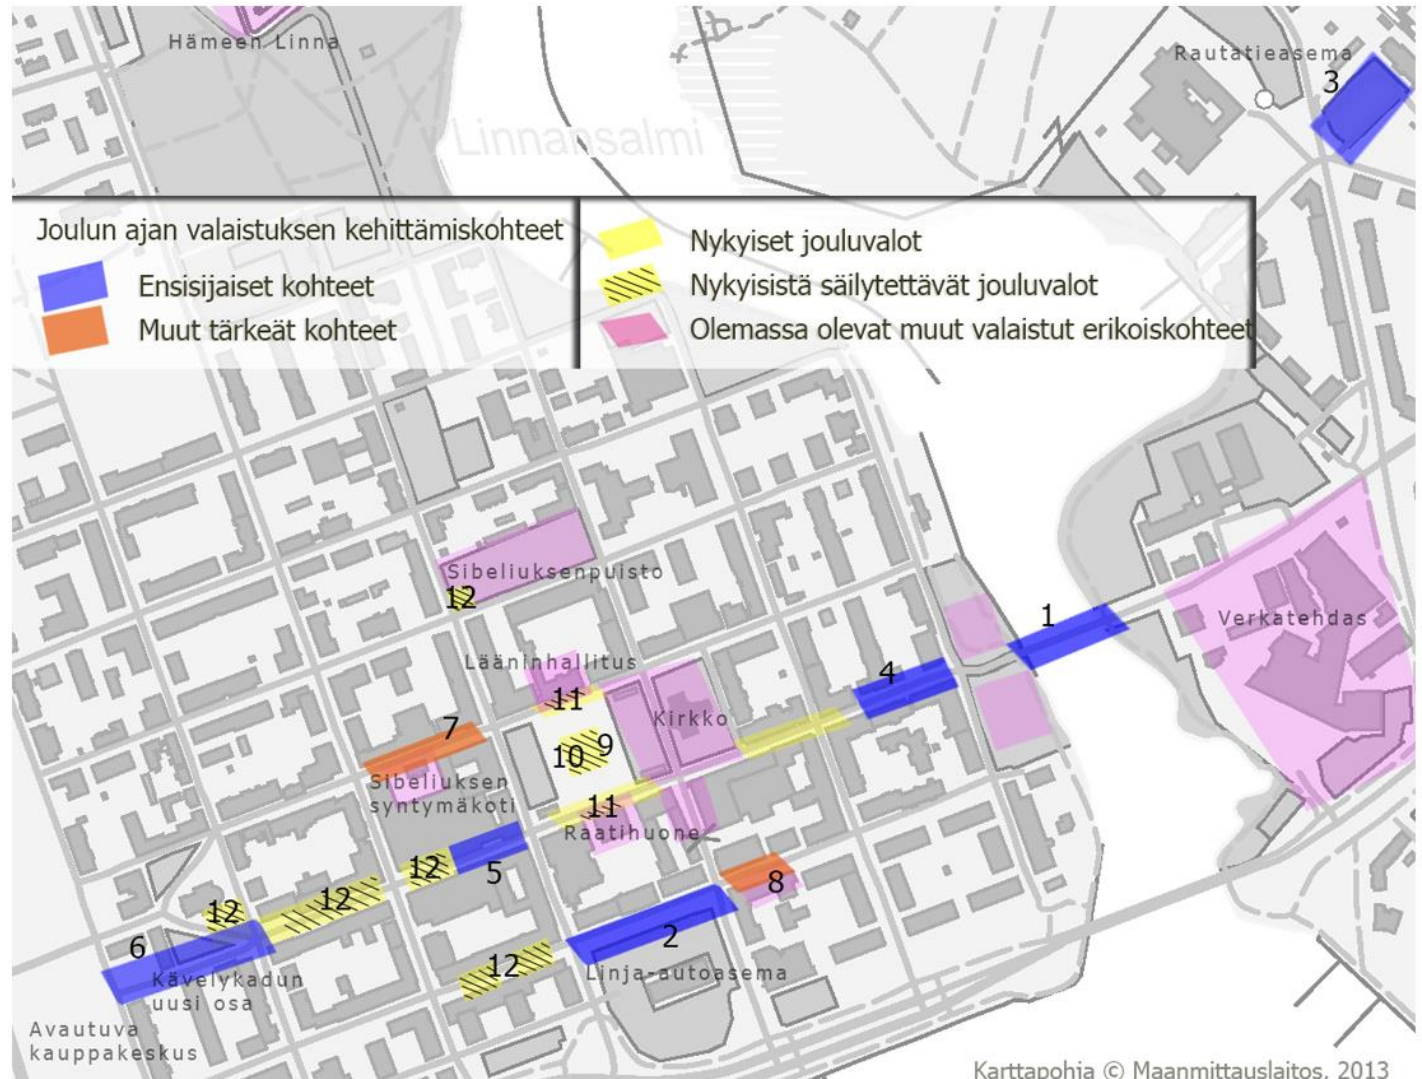 Hämeen Linna
Rautatieasema
3
Linnansalmi
Joulun ajan valaistuksen kehittämiskohteet
Ensisijaiset kohteet
Muut tärkeät kohteet
Nykyiset jouluvalot
Nykyisistä säilytettävät jouluvalot
Olemassa olevat muut valaistut erikoiskohteet
Sibeliuksenpuisto
12
1
Verkatehdas
Lääninhallitus
4
11
Kirkko
7
9
10
Sibeliuksen
syntymäkoti
11
Raatihuone
12
5
8
12
12
2
6
12
Linja-autoasema
Kävelykadun
uusi osa
Avautuva
kauppakeskus
Karttapohja © Maanmittauslaitos, 2013